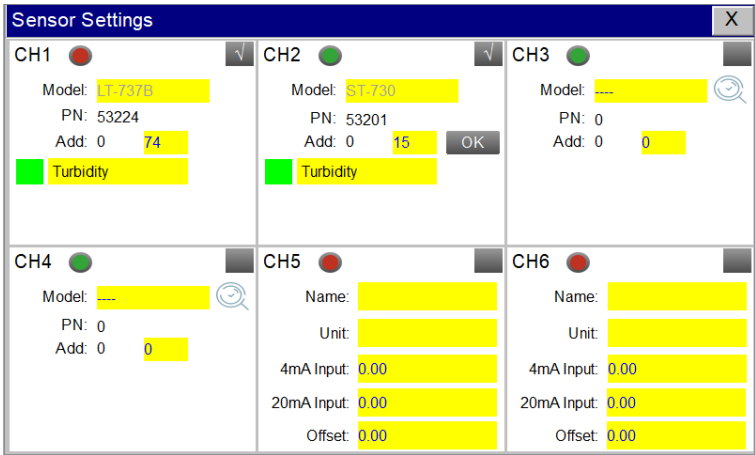 Sensor Settings X
CH1 √
Model: LT-737B
PN: 53224
Add: 0 74
Turbidity
CH2 √
Model: ST-730
PN: 53201
Add: 0 15 OK
Turbidity
CH3
Model: ----
PN: 0
Add: 0 0
CH4
Model: ----
PN: 0
Add: 0 0
CH5
Name:
Unit:
4mA Input: 0.00
20mA Input: 0.00
Offset: 0.00
CH6
Name:
Unit:
4mA Input: 0.00
20mA Input: 0.00
Offset: 0.00